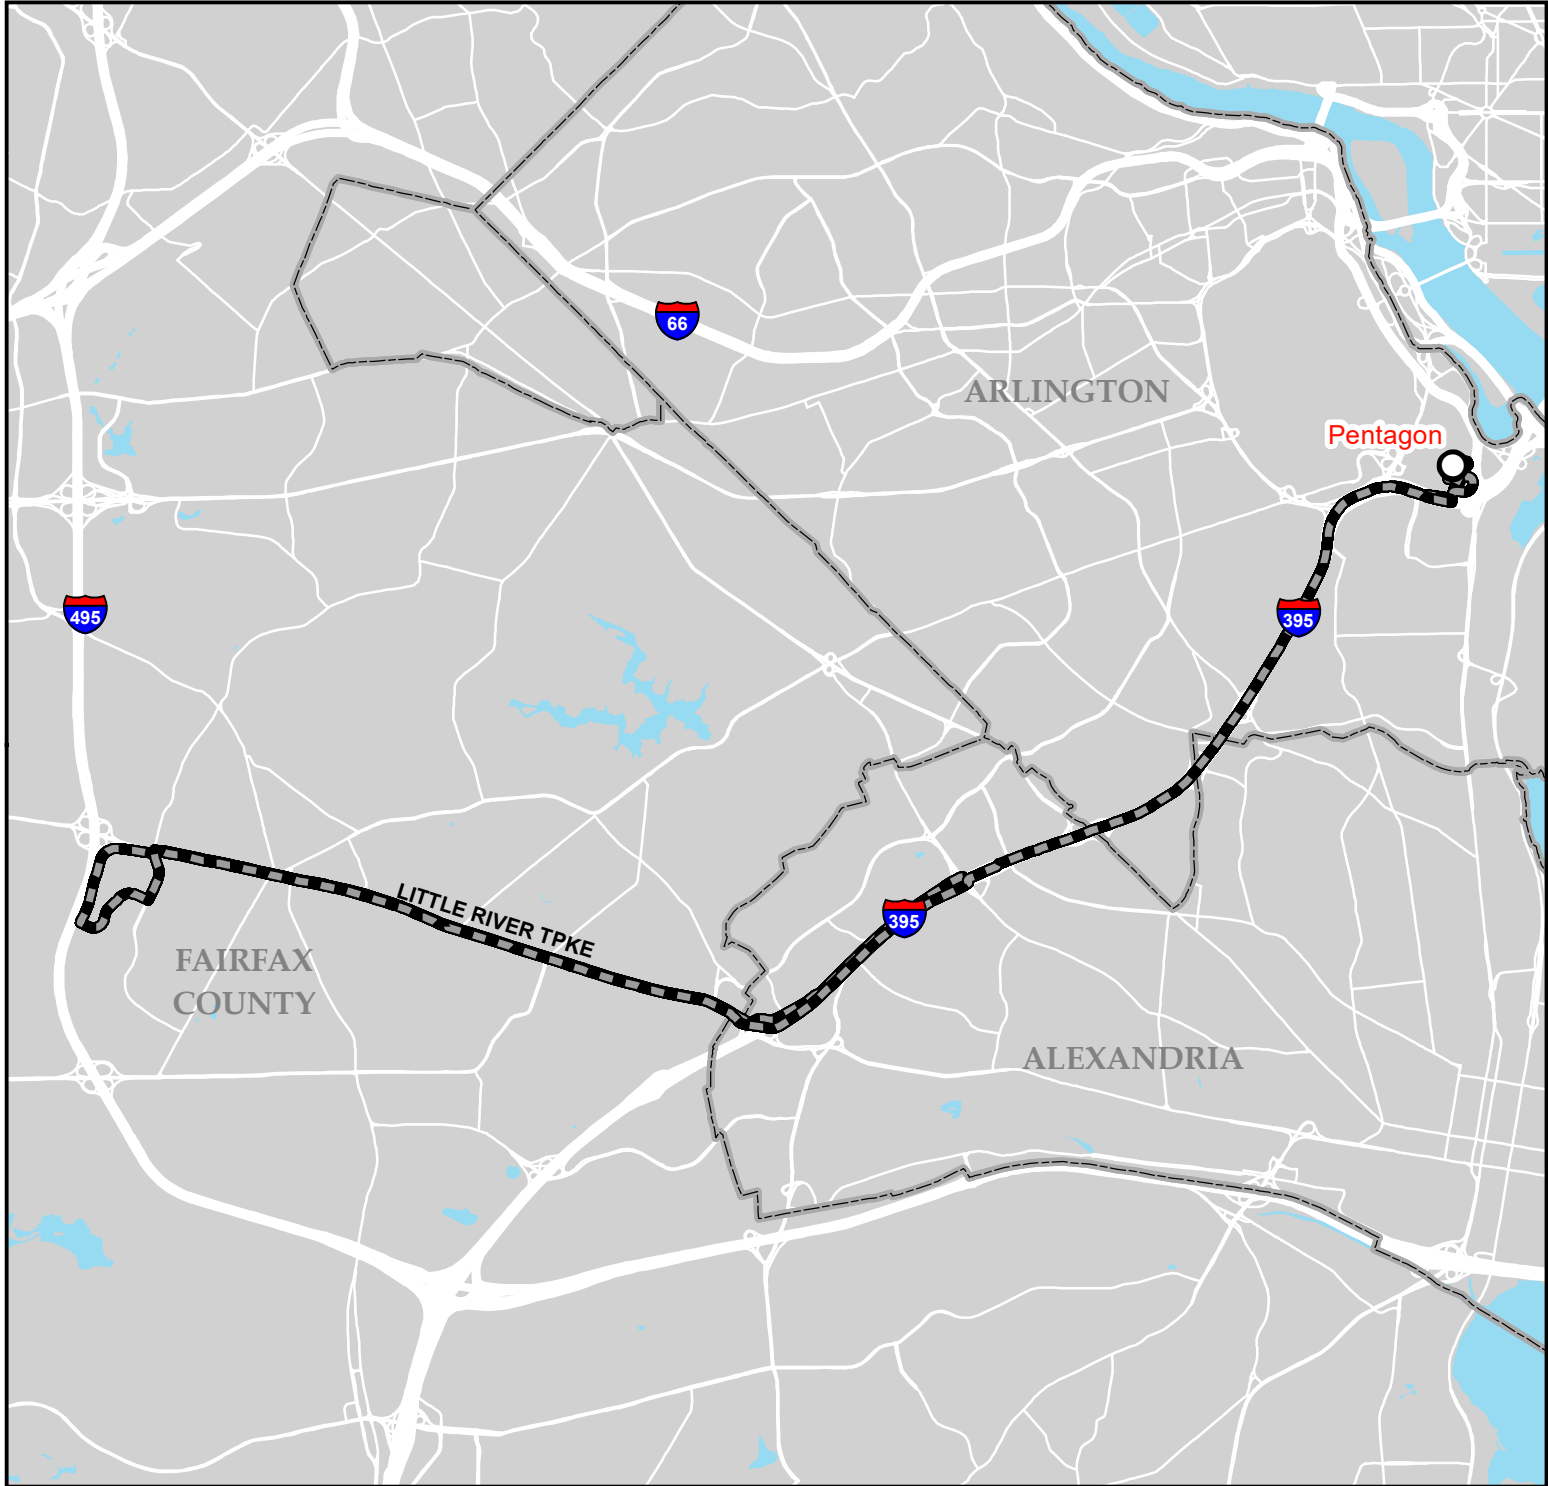 66
ARLINGTON
Pentagon
495
395
LITTLE RIVER TPKE
395
FAIRFAX
COUNTY
ALEXANDRIA